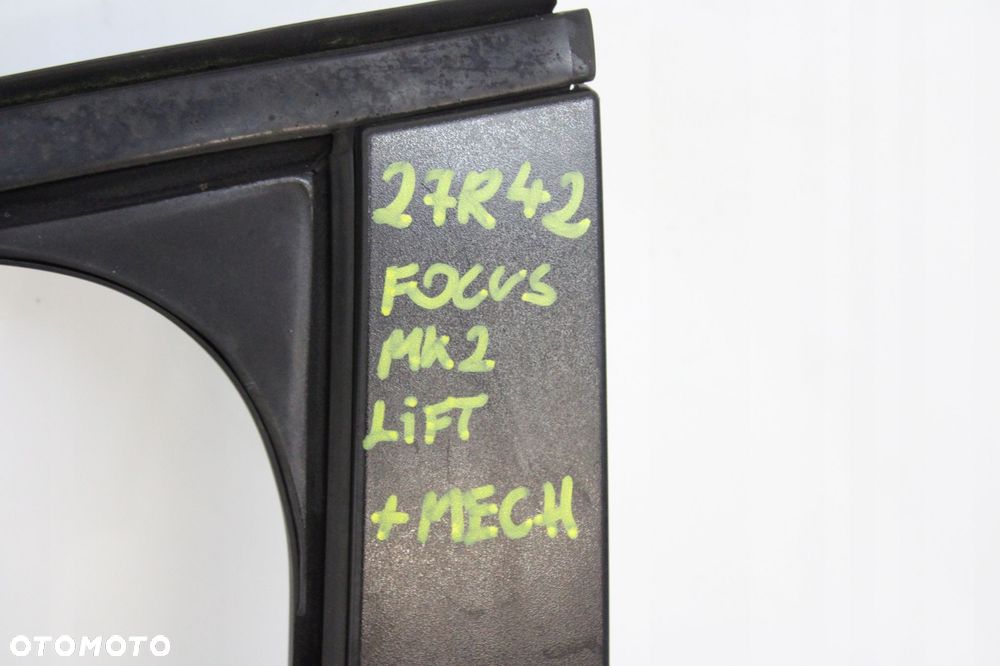 27R42
FOCUS
MK2
LiFT
+MECH
OTOMOTO